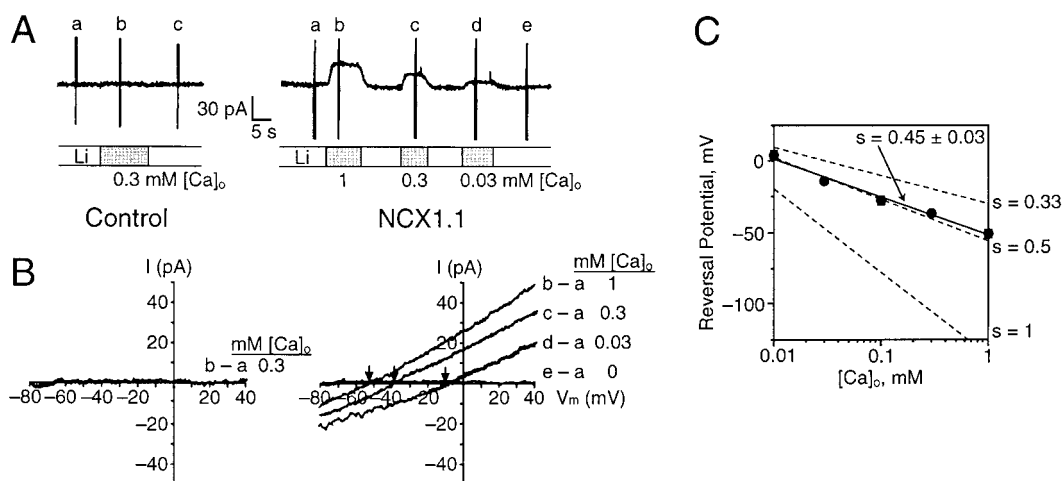 A
a b c
30 pA
5 s
Li
0.3 mM [Ca]o
Control
a b c d e
Li
1 0.3 0.03 mM [Ca]o
NCX1.1
B
I (pA)
40
20
mM [Ca]o
b – a 0.3
−80 −60 −40 −20 20 40
−20
−40
I (pA)
40
20
mM [Ca]o
b – a 1
c – a 0.3
d – a 0.03
e – a 0
−80 −60 −40 20 40
Vm (mV)
−20
−40
C
Reversal Potential, mV
0
−50
−100
s = 0.45 ± 0.03
s = 0.33
s = 0.5
s = 1
0.01 0.1 1
[Ca]o, mM